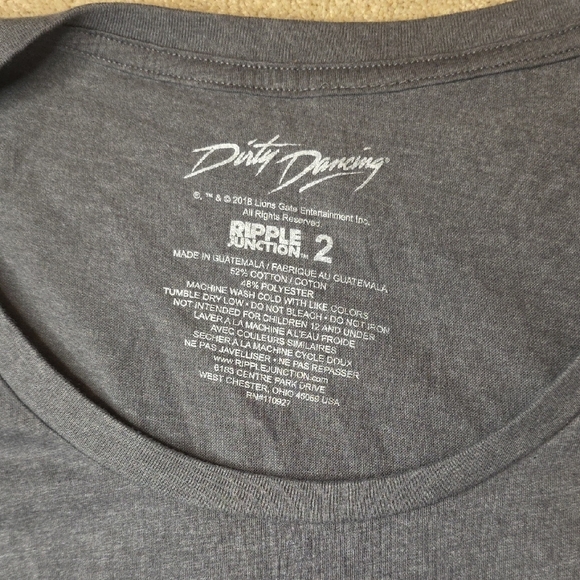 Dirty Dancing®
®, ™ & © 2018 Lions Gate Entertainment Inc.
All Rights Reserved.
RIPPLE
JUNCTION™ 2
MADE IN GUATEMALA / FABRIQUE AU GUATEMALA
52% COTTON / COTON
48% POLYESTER
MACHINE WASH COLD WITH LIKE COLORS
TUMBLE DRY LOW • DO NOT BLEACH • DO NOT IRON
NOT INTENDED FOR CHILDREN 12 AND UNDER
LAVER À LA MACHINE A L'EAU FROIDE
AVEC COULEURS SIMILAIRES
SECHER A LA MACHINE CYCLE DOUX
NE PAS JAVELLISER • NE PAS REPASSER
www.RIPPLEJUNCTION.com
6183 CENTRE PARK DRIVE
WEST CHESTER, OHIO 45069 USA
RN#110927